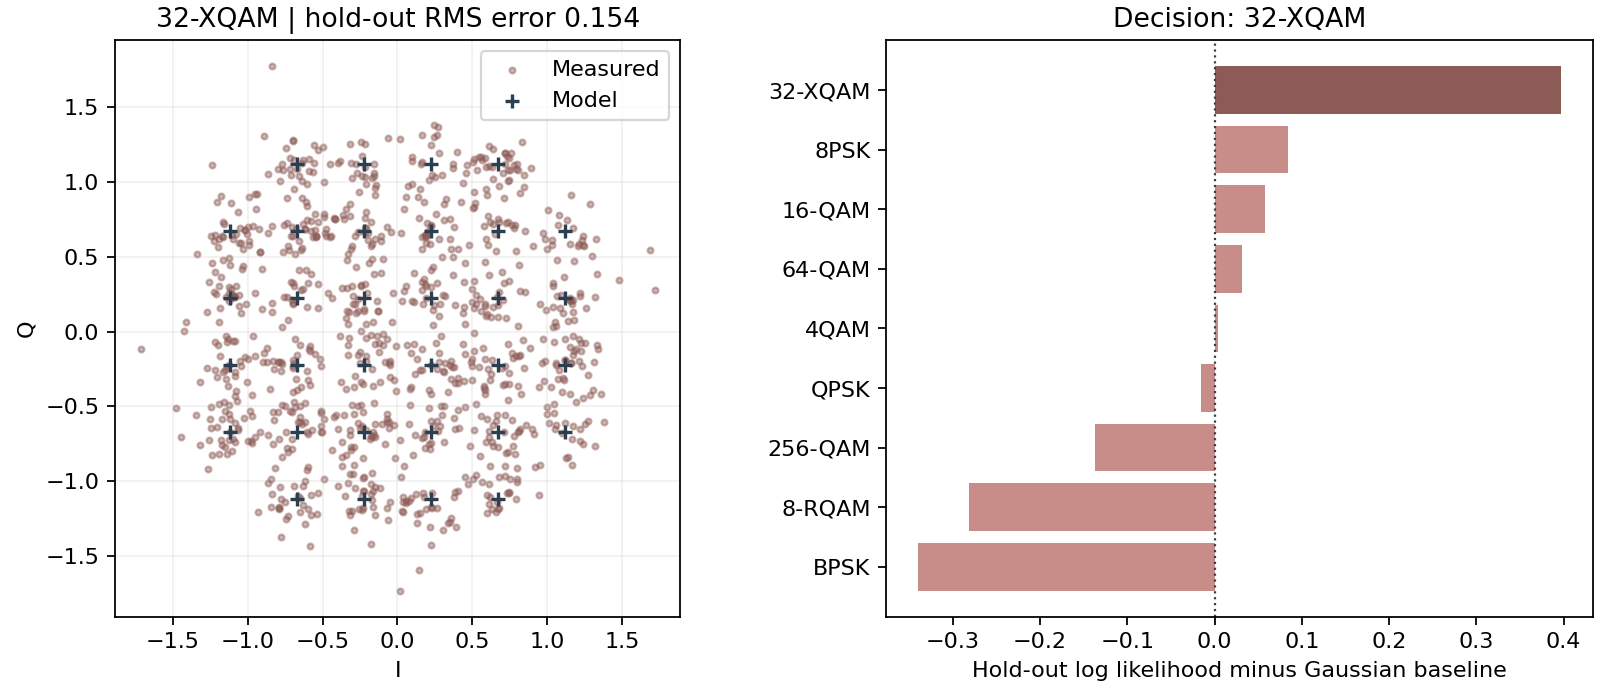 32-XQAM | hold-out RMS error 0.154
Measured
Model
1.5
1.0
0.5
0.0
−0.5
−1.0
−1.5
Q
−1.5 −1.0 −0.5 0.0 0.5 1.0 1.5
I
Decision: 32-XQAM
32-XQAM
8PSK
16-QAM
64-QAM
4QAM
QPSK
256-QAM
8-RQAM
BPSK
−0.3 −0.2 −0.1 0.0 0.1 0.2 0.3 0.4
Hold-out log likelihood minus Gaussian baseline